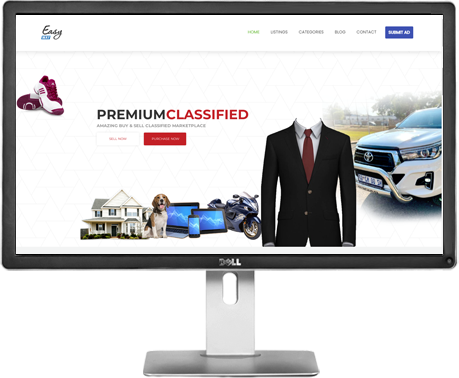 Easy
HOME LISTINGS CATEGORIES BLOG CONTACT SUBMIT AD
PREMIUMCLASSIFIED
AMAZING BUY & SELL CLASSIFIED MARKETPLACE
SELL NOW PURCHASE NOW
DELL